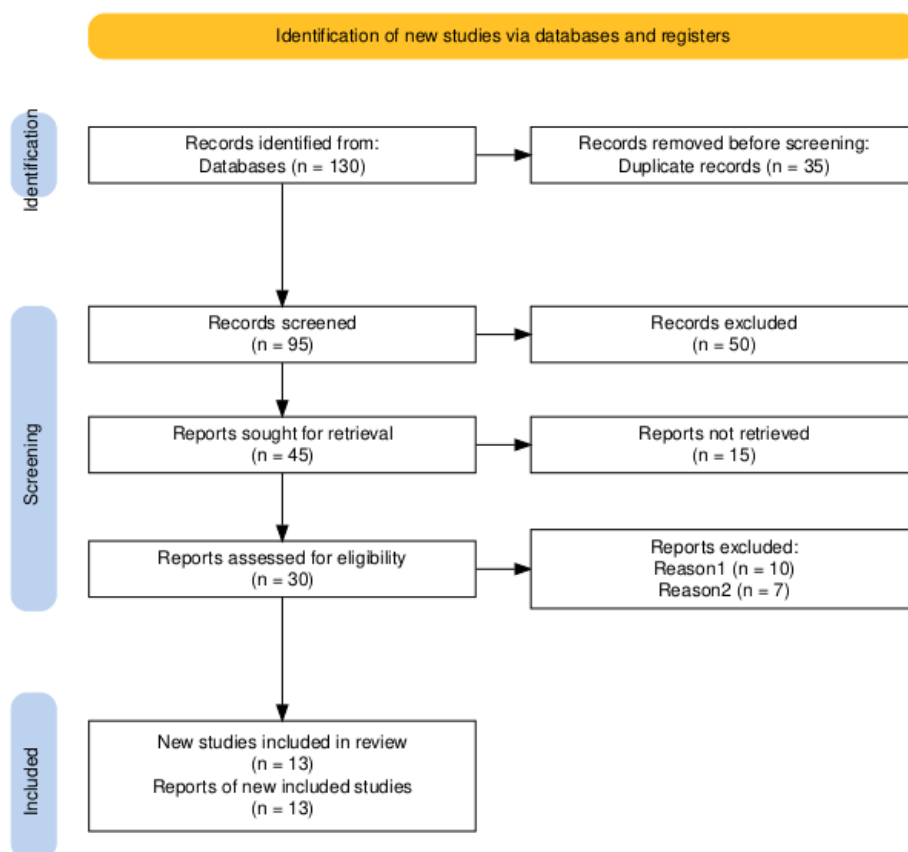 Identification of new studies via databases and registers
Identification
Records identified from:
Databases (n = 130)
Records removed before screening:
Duplicate records (n = 35)
Screening
Records screened
(n = 95)
Records excluded
(n = 50)
Reports sought for retrieval
(n = 45)
Reports not retrieved
(n = 15)
Reports assessed for eligibility
(n = 30)
Reports excluded:
Reason1 (n = 10)
Reason2 (n = 7)
Included
New studies included in review
(n = 13)
Reports of new included studies
(n = 13)